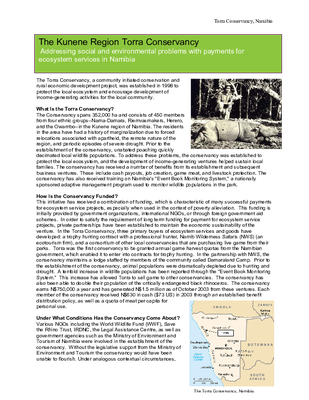 Torra Conservancy, Namibia
The Kunene Region Torra Conservancy
Addressing social and environmental problems with payments for
ecosystem services in Namibia
The Torra Conservancy, a community initiated conservation and
rural economic development project, was established in 1998 to
protect the local ecosystem and encourage development of
income-generating activities for the local community.
What Is the Torra Conservancy?
The Conservancy spans 352,000 ha and consists of 450 members
from four ethnic groups–Nama-Damara, Riemasvmakers, Herero,
and the Owambo–in the Kunene region of Namibia. The residents
in the area have had a history of marginalization due to forced
relocations associated with apartheid, the remote nature of the
region, and periodic episodes of severe drought. Prior to the
establishment of the conservancy, unabated poaching quickly
decimated local wildlife populations. To address these problems, the conservancy was established to
protect the local ecosystem, and the development of income-generating ventures helped sustain local
families. The conservancy has received a number of benefits from its establishment and subsequent
business ventures. These include cash payouts, job creation, game meat, and livestock protection. The
conservancy has also received training on Namibia's "Event Book Monitoring System," a nationally
sponsored adaptive management program used to monitor wildlife populations in the park.
How Is the Conservancy Funded?
This initiative has received a combination of funding, which is characteristic of many successful payments
for ecosystem service projects, especially when used in the context of poverty alleviation. This funding is
initially provided by government organizations, international NGOs, or through foreign government aid
schemes. In order to satisfy the requirement of long-term funding for payment for ecosystem service
projects, private partnerships have been established to maintain the economic sustainability of the
venture. In the Torra Conservancy, three primary buyers of ecosystem services and goods have
developed: a trophy hunting contract with a professional hunter, Namib Wilderness Safaris (NWS) (an
ecotourism firm), and a consortium of other local conservancies that are purchasing live game from the
parks. Torra was the first conservancy to be granted annual game harvest quotas from the Namibian
government, which enabled it to enter into contracts for trophy hunting. In the partnership with NWS, the
conservancy maintains a lodge staffed by members of the community called Damaraland Camp. Prior to
the establishment of the conservancy, animal populations were dramatically depleted due to hunting and
drought. A tenfold increase in wildlife populations has been reported through the "Event Book Monitoring
System." This increase has allowed Torra to sell game to other conservancies. The conservancy has
also been able to decide their population of the critically endangered black rhinoceros. The conservancy
earns N$750,000 a year and has generated N$1.5 million as of October 2003 from these ventures. Each
member of the conservancy received N$630 in cash ($73 US) in 2003 through an established benefit
distribution policy, as well as a quota of meat per capita for
personal use.
Under What Conditions Has the Conservancy Come About?
Various NGOs including the World Wildlife Fund (WWF), Save
the Rhino Trust, IRDNC, the Legal Assistance Centre, as well as
government agencies such as the Ministry of Environment and
Tourism of Namibia were involved in the establishment of the
conservancy. Without the legislative support from the Ministry of
Environment and Tourism the conservancy would have been
unable to flourish. Under analogous contextual circumstances,
ANGOLA
ZAMBIA
BOTSWANA
SOUTH
AFRICA
The Torra Conservancy, Namibia